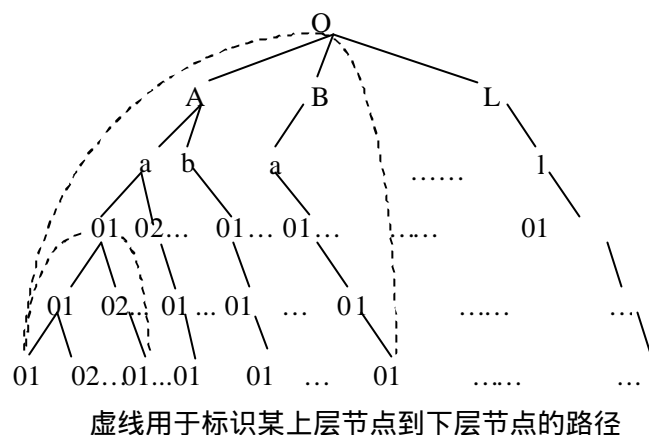 Q
A B L
a b a …… l
01 02… 01… 01… …… 01
01 02... 01 ... 01 … 01 …… …
01 02…01...01 01 … 01 …… …
虚线用于标识某上层节点到下层节点的路径